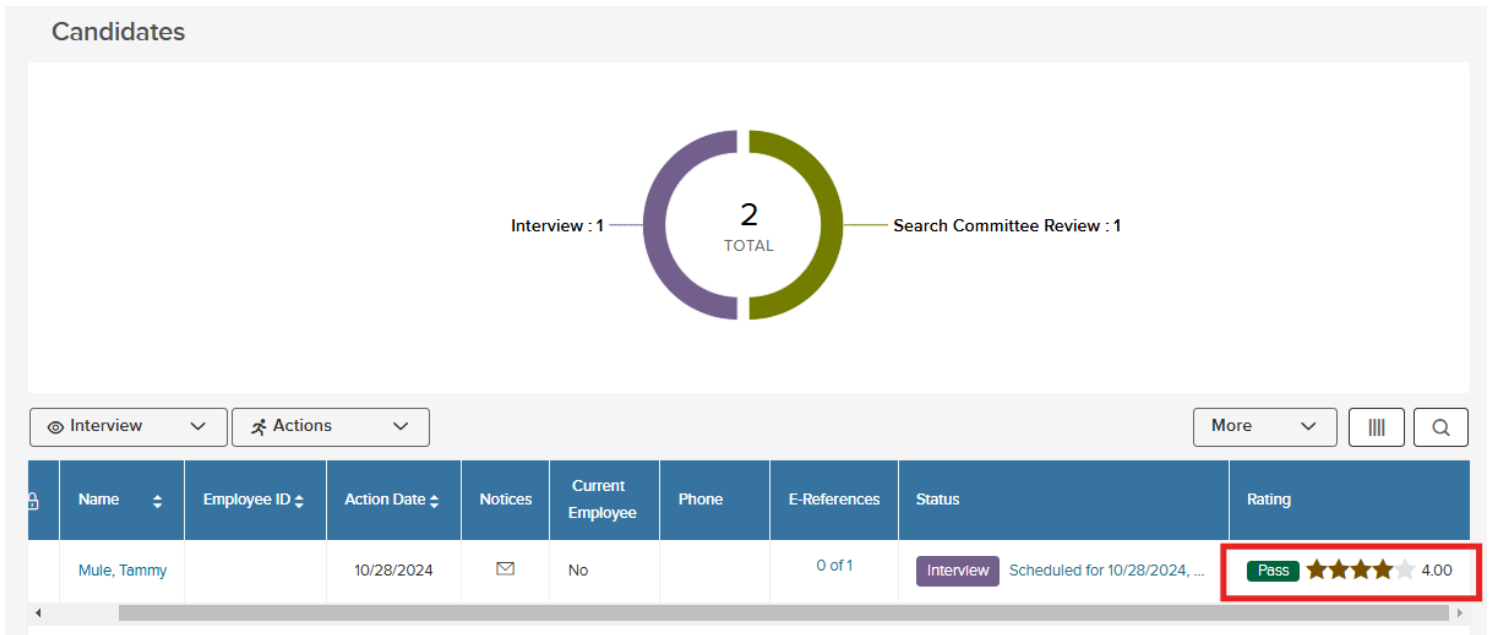 Candidates
Interview : 1
2
TOTAL
Search Committee Review : 1
Interview
Actions
More
Name
Employee ID
Action Date
Notices
Current
Employee
Phone
E-References
Status
Rating
Mule, Tammy
10/28/2024
No
0 of 1
Interview
Scheduled for 10/28/2024, ...
Pass
4.00